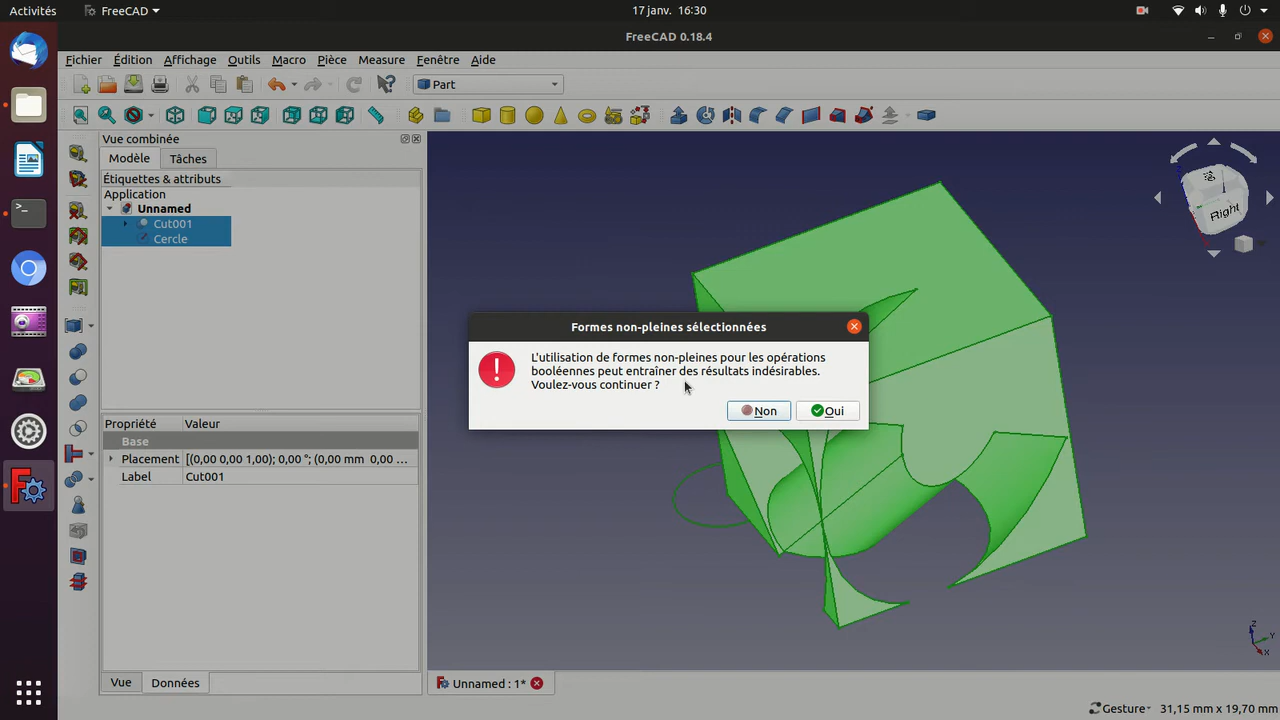 Activités
FreeCAD
17 janv. 16:30
FreeCAD 0.18.4
Fichier Édition Affichage Outils Macro Pièce Mesure Fenêtre Aide
Part
Vue combinée
Modèle Tâches
Étiquettes & attributs
Application
Unnamed
Cut001
Cercle
Right
Formes non-pleines sélectionnées
L'utilisation de formes non-pleines pour les opérations
booléennes peut entraîner des résultats indésirables.
Voulez-vous continuer ?
Non Oui
Propriété Valeur
Base
Placement [(0,00 0,00 1,00); 0,00 °; (0,00 mm 0,00 ...
Label Cut001
Vue Données
Unnamed : 1*
Z
Y
X
Gesture 31,15 mm x 19,70 mm